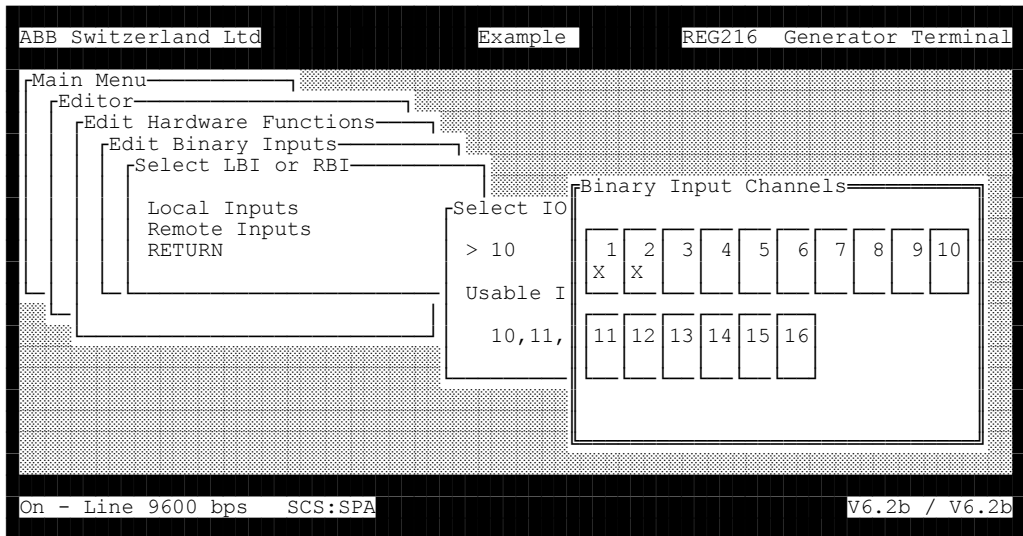 ABB Switzerland Ltd Example REG216 Generator Terminal
Main Menu
Editor
Edit Hardware Functions
Edit Binary Inputs
Select LBI or RBI
Local Inputs
Remote Inputs
RETURN
Select IO
> 10
Usable I
10,11,
Binary Input Channels
1 2 3 4 5 6 7 8 9 10
X X
11 12 13 14 15 16
On - Line 9600 bps SCS:SPA V6.2b / V6.2b